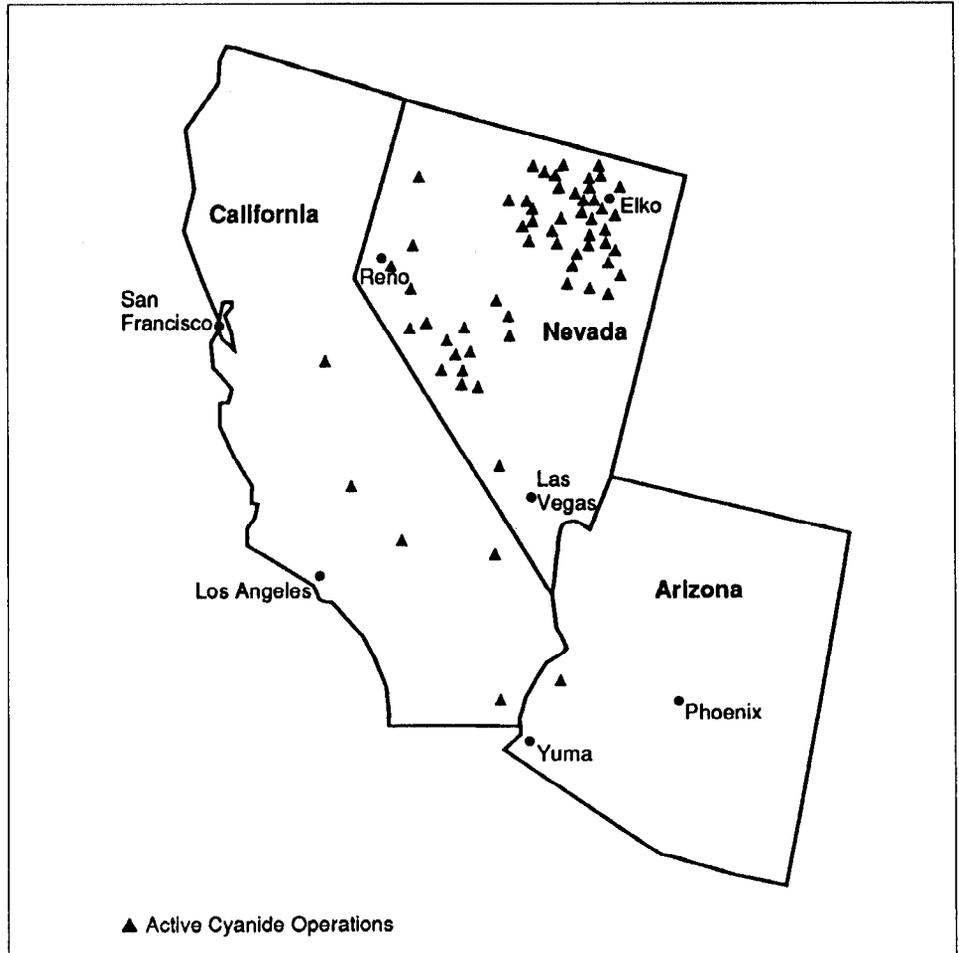 California
Elko
Reno
San
Francisco
Nevada
Las
Vegas
Los Angeles
Arizona
Phoenix
Yuma
Active Cyanide Operations